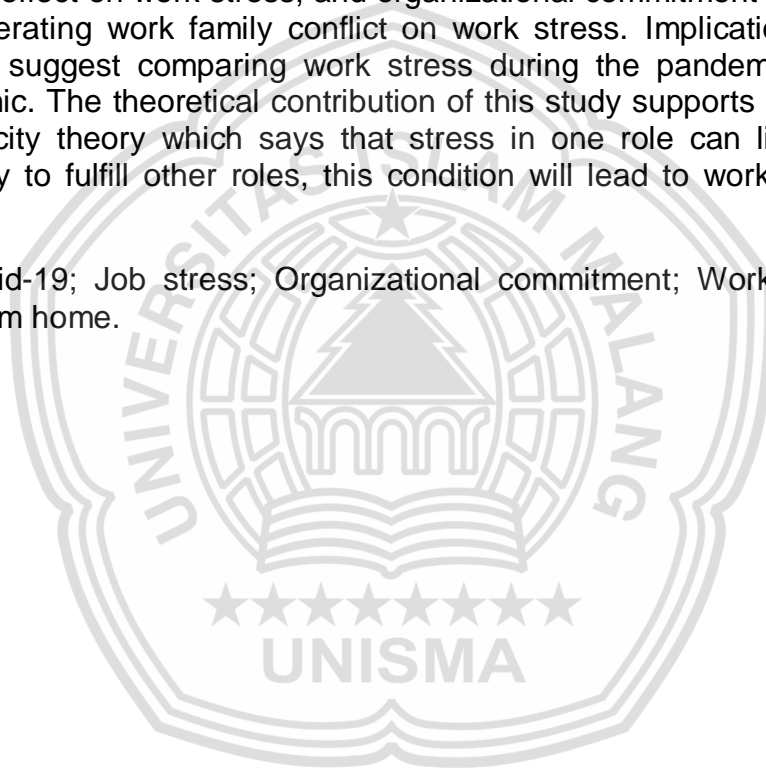 effect on work stress, and organizational commitment
erating work family conflict on work stress. Implicatio
suggest comparing work stress during the pandem
ic. The theoretical contribution of this study supports
city theory which says that stress in one role can li
y to fulfill other roles, this condition will lead to work
id-19; Job stress; Organizational commitment; Work
m home.
UNIVERSITAS ISLAM MALANG
UNISMA